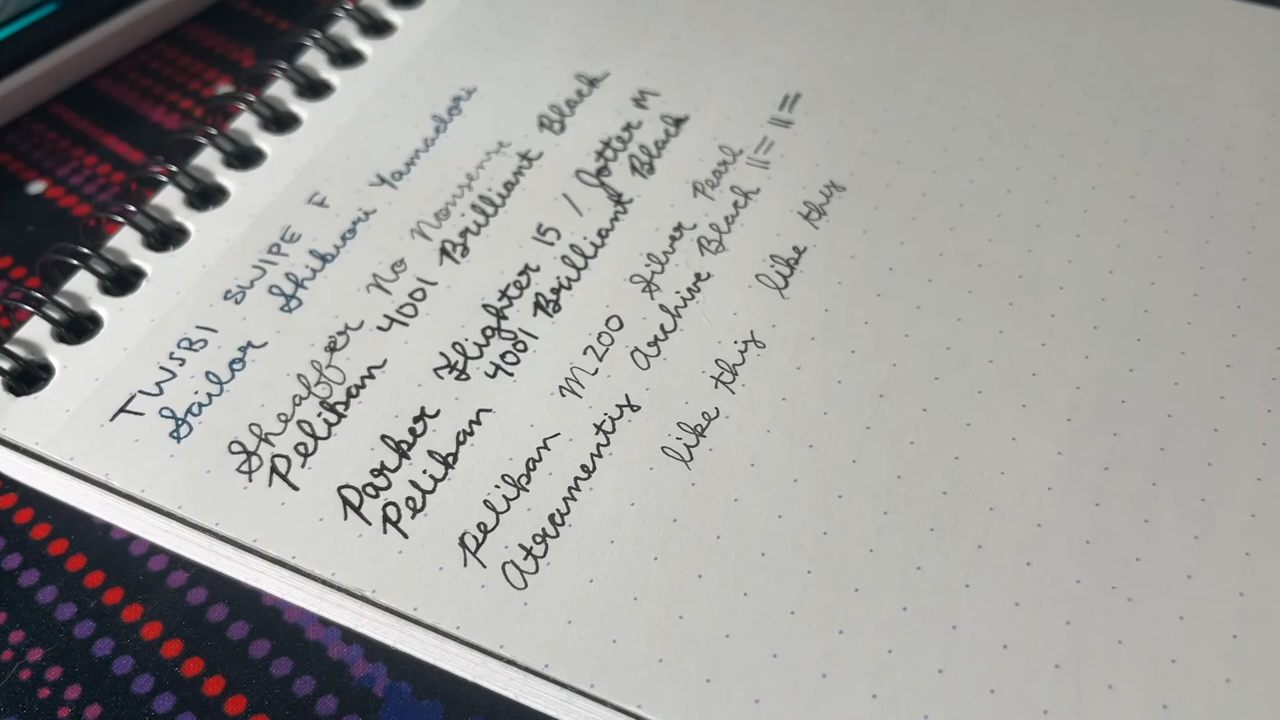 TWSBI SWIPE F
Sailor Shikiori Yamadori
Sheaffer No Nonsense
Pelikan 4001 Brilliant Black
Parker Flighter 15 / Jotter M
Pelikan 4001 Brilliant Black
Pelikan M200 Silver Pearl
Atramentis Archive Black ||= ||=
like this like this